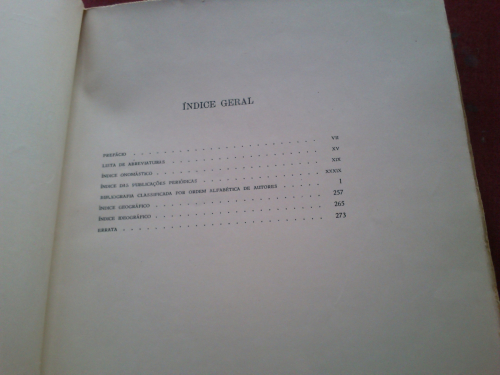 ÍNDICE GERAL
PREFÁCIO . . . . . . . . . . . . . . . . . . VII
LISTA DE ABREVIATURAS . . . . . . . . . . . . . . . XV
ÍNDICE ONOMÁSTICO . . . . . . . . . . . . . . . . XIX
ÍNDICE DAS PUBLICAÇÕES PERIÓDICAS . . . . . . . . . . . . XXXIX
BIBLIOGRAFIA CLASSIFICADA POR ORDEM ALFABÉTICA DE AUTORES . . . . . . 1
ÍNDICE GEOGRÁFICO . . . . . . . . . . . . . . . . 257
ÍNDICE IDEOGRÁFICO . . . . . . . . . . . . . . . . 265
ERRATA . . . . . . . . . . . . . . . . . . . 273